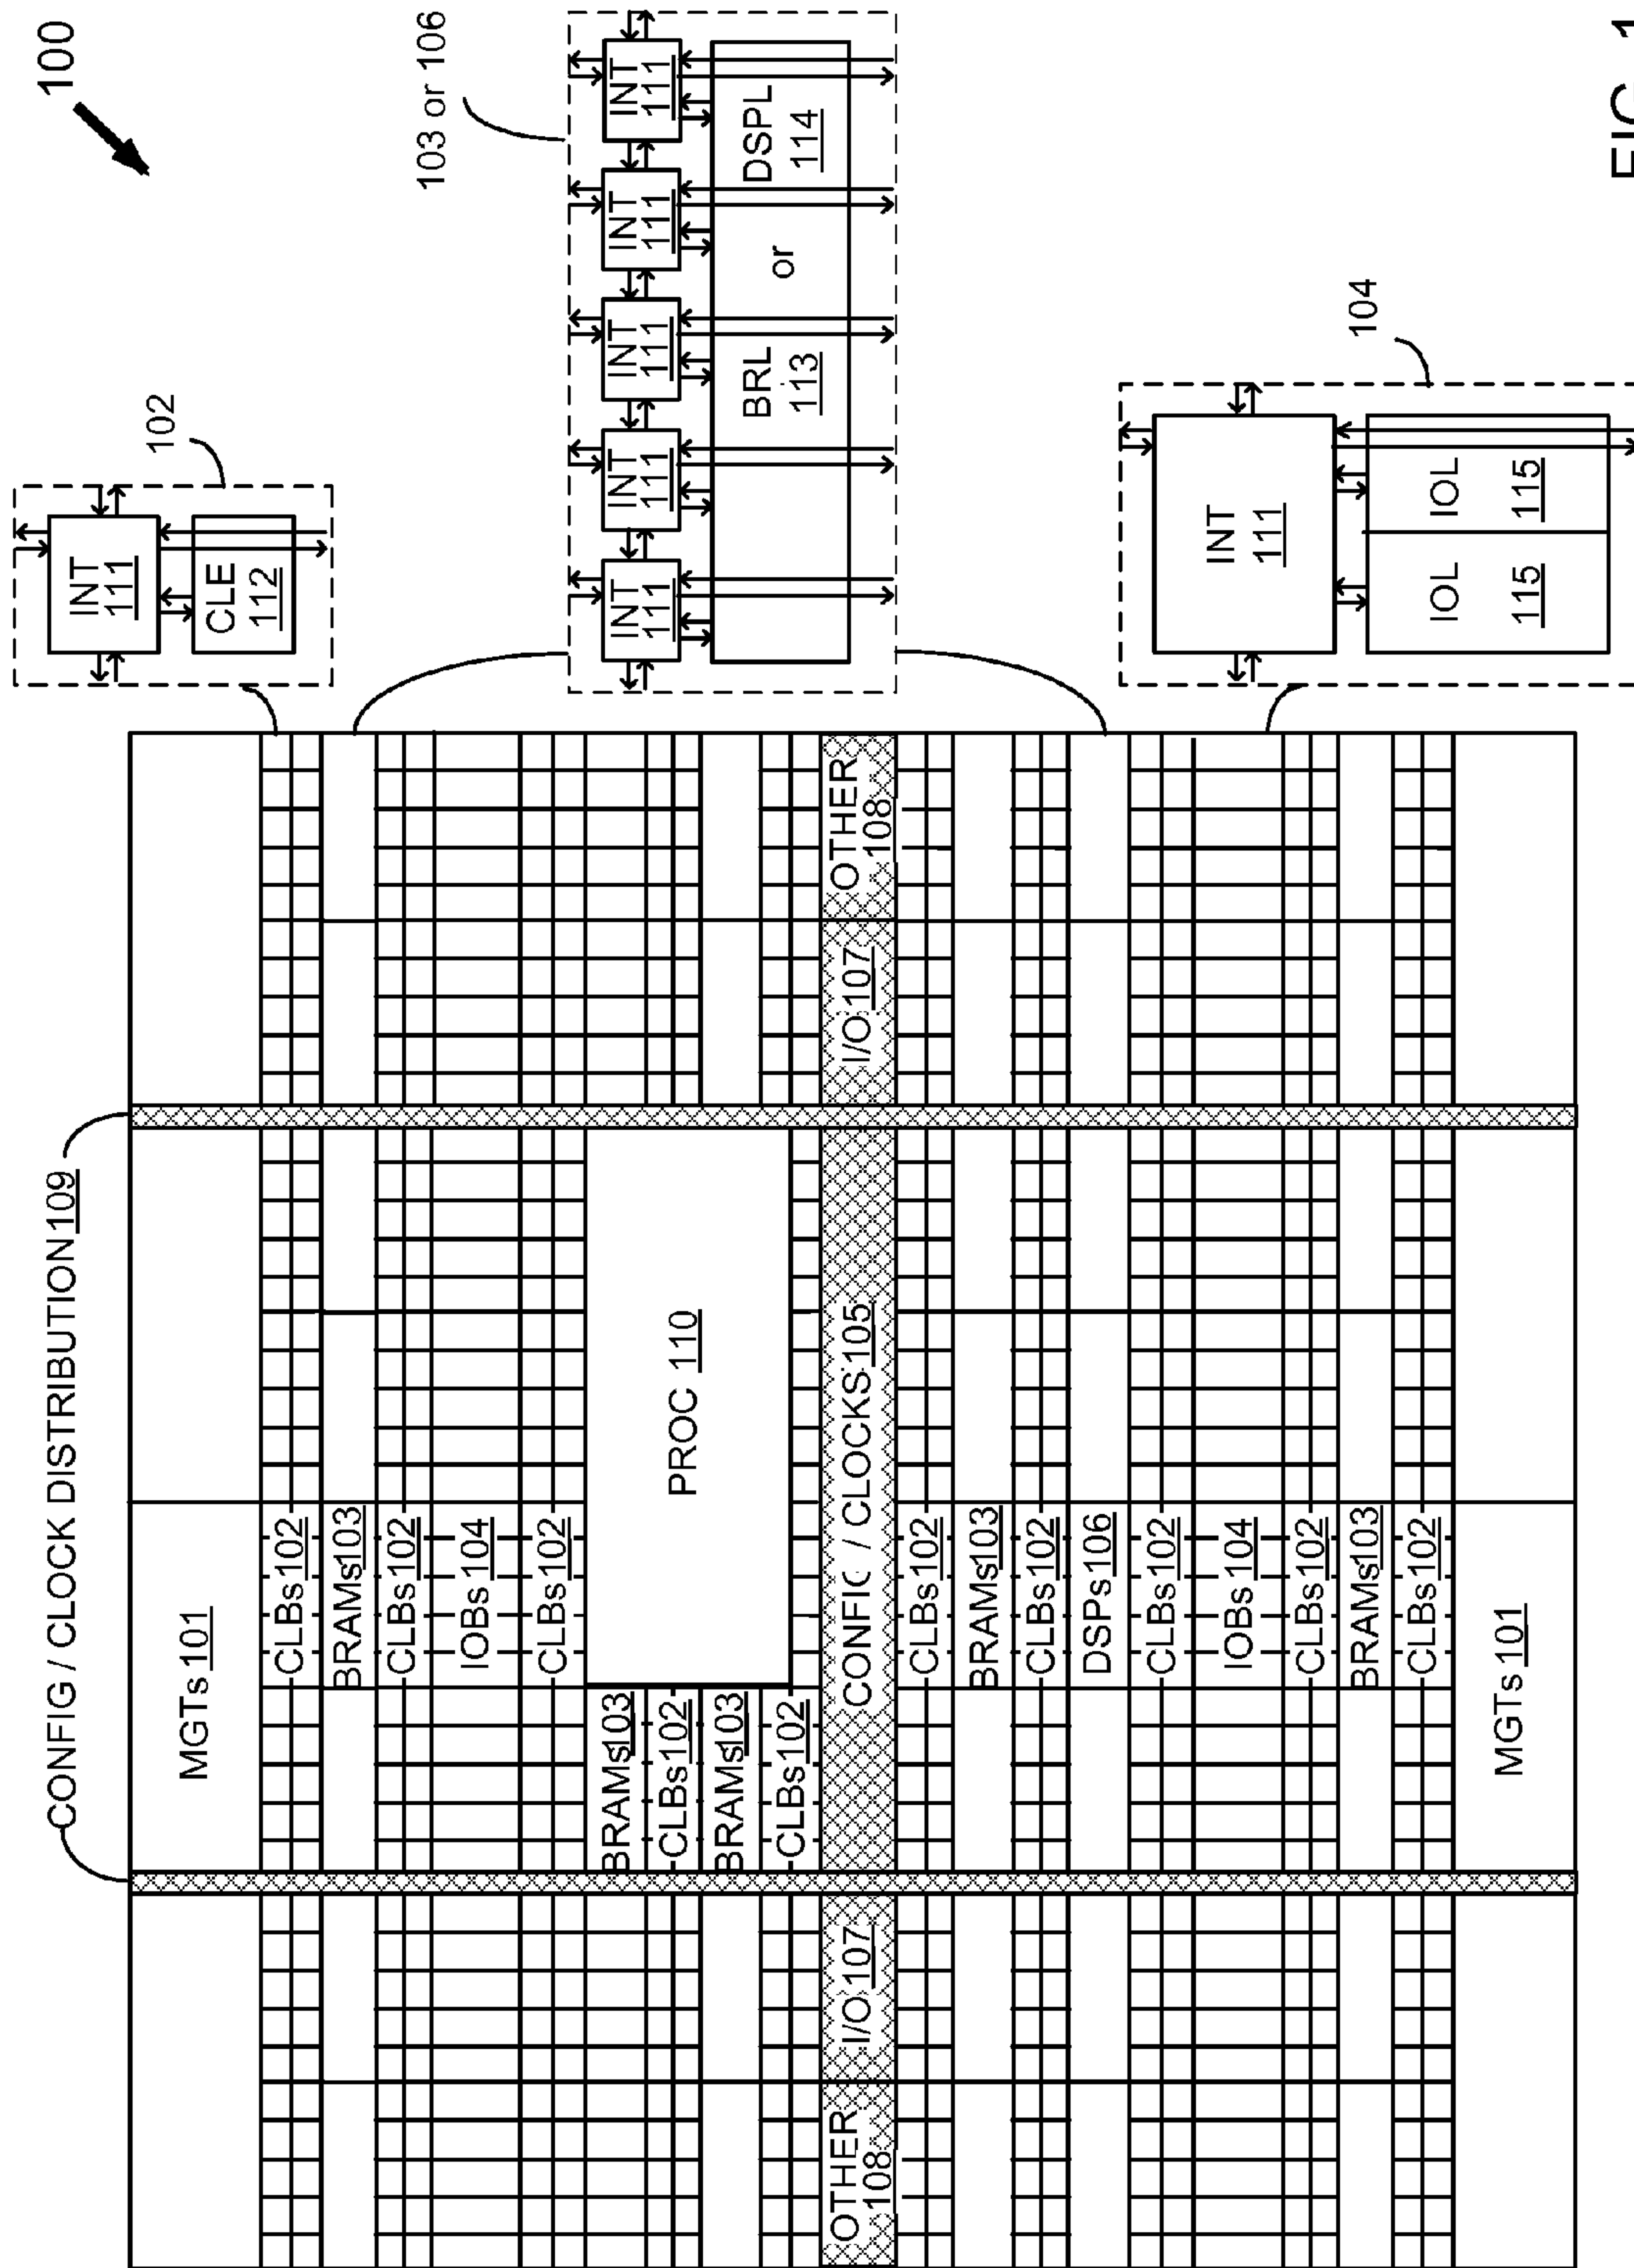 100
CONFIG / CLOCK DISTRIBUTION 109
MGTs 101
CLBs 102
BRAMs 103
CLBs 102
IOBs 104
CLBs 102
BRAMs 103
CLBs 102
BRAMs 103
CLBs 102
PROC 110
OTHER
108
I/O 107
CONFIG / CLOCKS 105
I/O 107
OTHER
108
CLBs 102
BRAMs 103
CLBs 102
DSPs 106
CLBs 102
IOBs 104
CLBs 102
BRAMs 103
CLBs 102
MGTs 101
102
INT
111
CLE
112
103 or 106
INT
111
INT
111
INT
111
INT
111
INT
111
BRL
113
or
DSPL
114
104
INT
111
IOL
115
IOL
115
FIG. 1